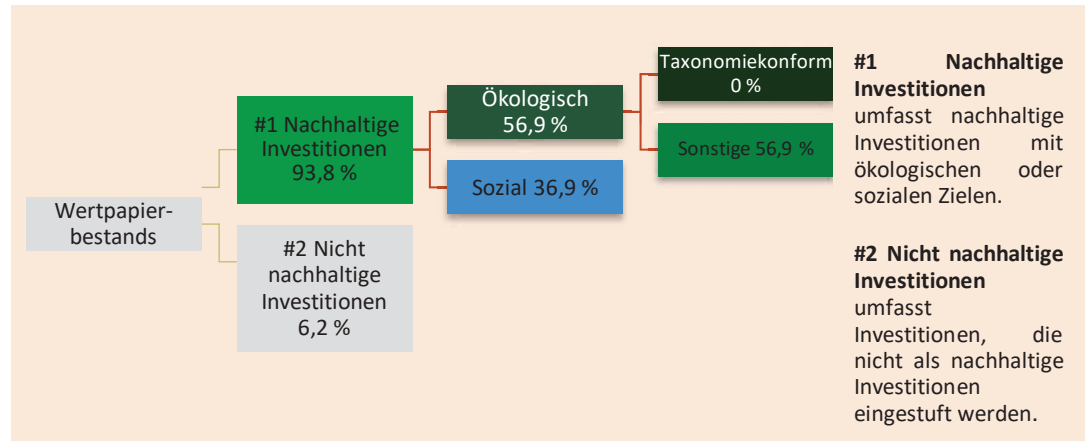 Wertpapier-
bestands
#1 Nachhaltige
Investitionen
93,8 %
#2 Nicht
nachhaltige
Investitionen
6,2 %
Ökologisch
56,9 %
Sozial 36,9 %
Taxonomiekonform
0 %
Sonstige 56,9 %
#1 Nachhaltige
Investitionen
umfasst nachhaltige
Investitionen mit
ökologischen oder
sozialen Zielen.
#2 Nicht nachhaltige
Investitionen
umfasst
Investitionen, die
nicht als nachhaltige
Investitionen
eingestuft werden.